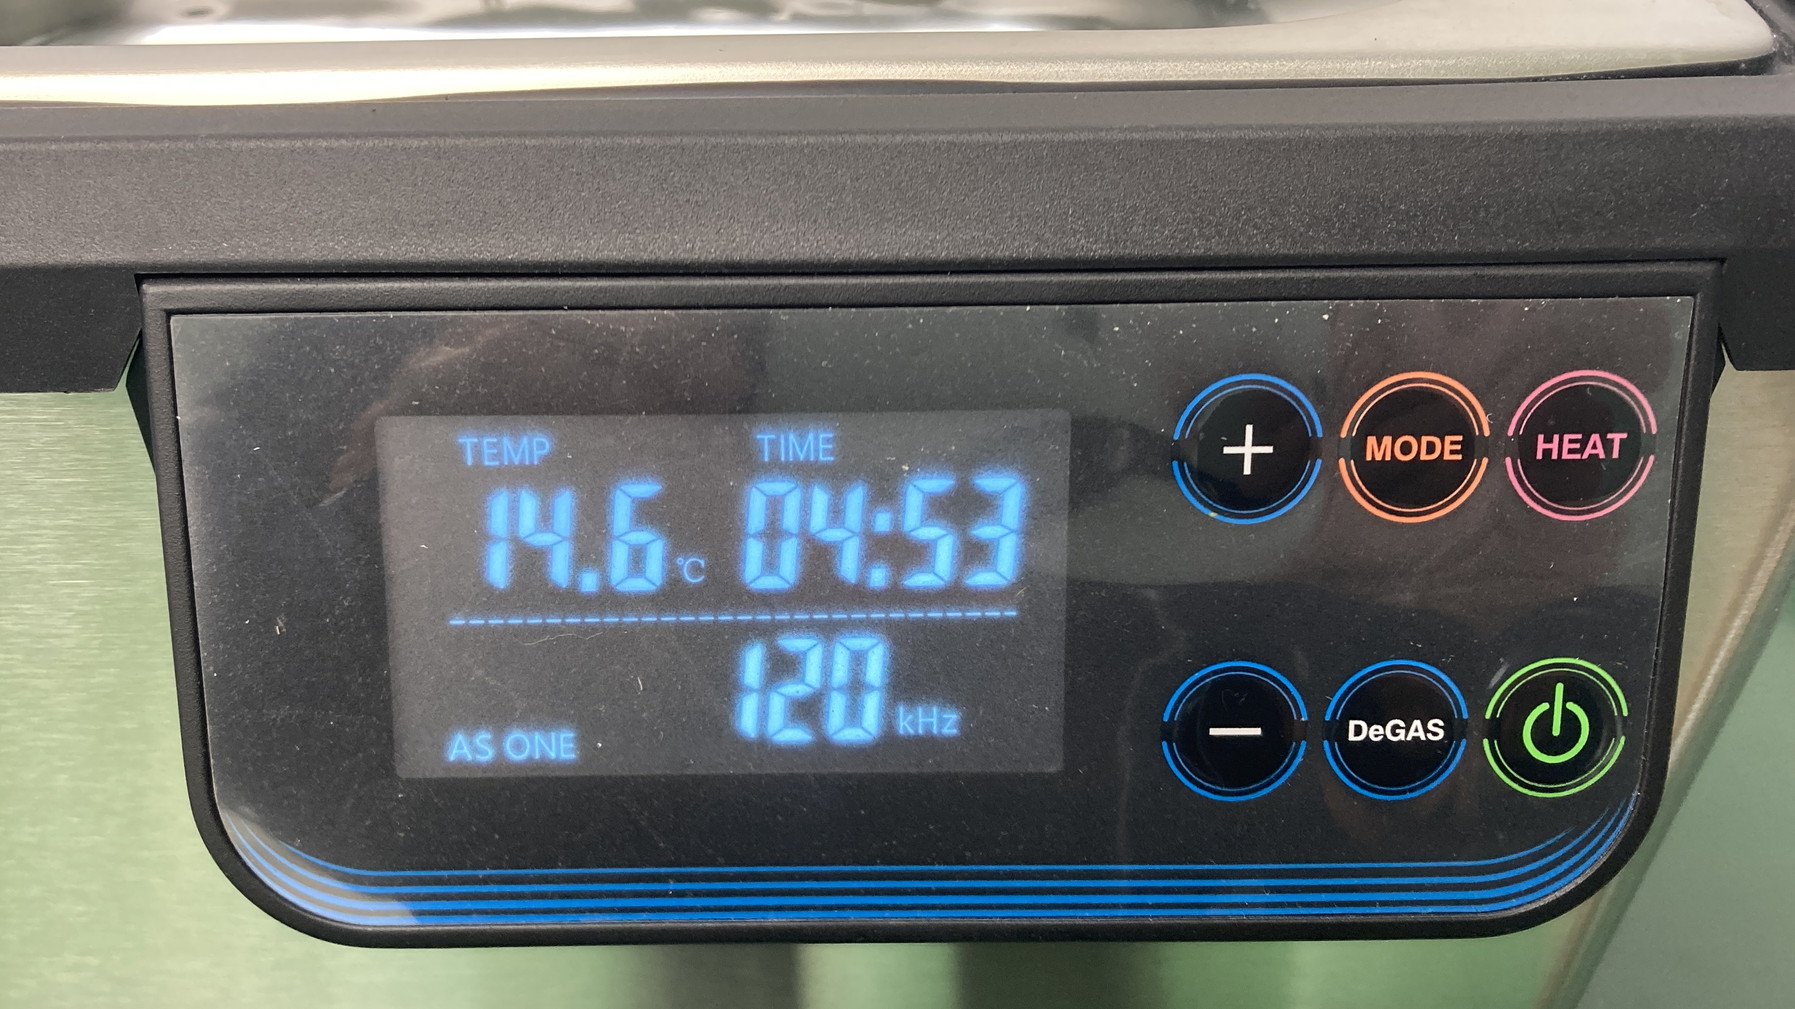 TEMP TIME
14.6 ℃ 04:53
120 kHz
AS ONE
+ MODE HEAT
− DeGAS